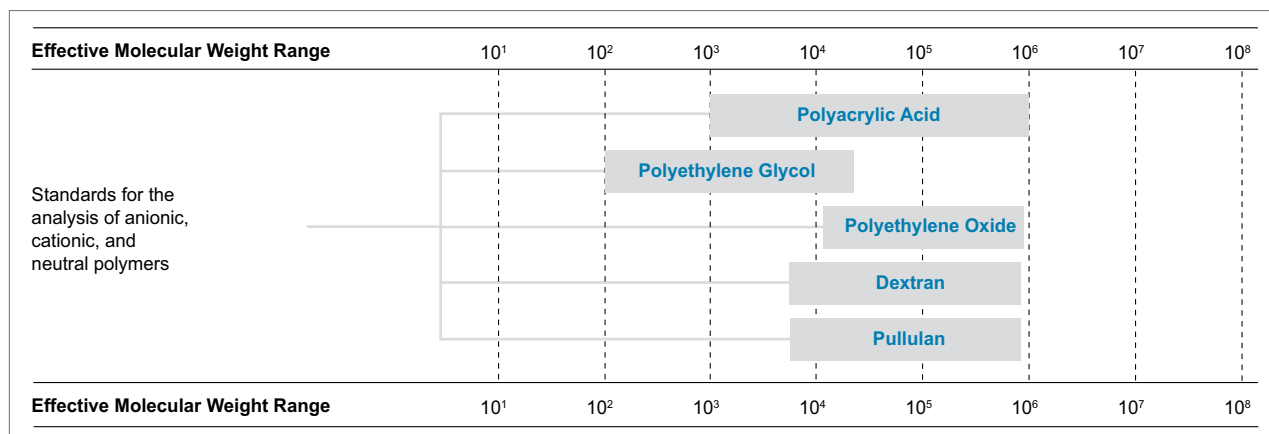 Effective Molecular Weight Range 10¹ 10² 10³ 10⁴ 10⁵ 10⁶ 10⁷ 10⁸
Polyacrylic Acid
Polyethylene Glycol
Standards for the
analysis of anionic,
cationic, and
neutral polymers
Polyethylene Oxide
Dextran
Pullulan
Effective Molecular Weight Range 10¹ 10² 10³ 10⁴ 10⁵ 10⁶ 10⁷ 10⁸